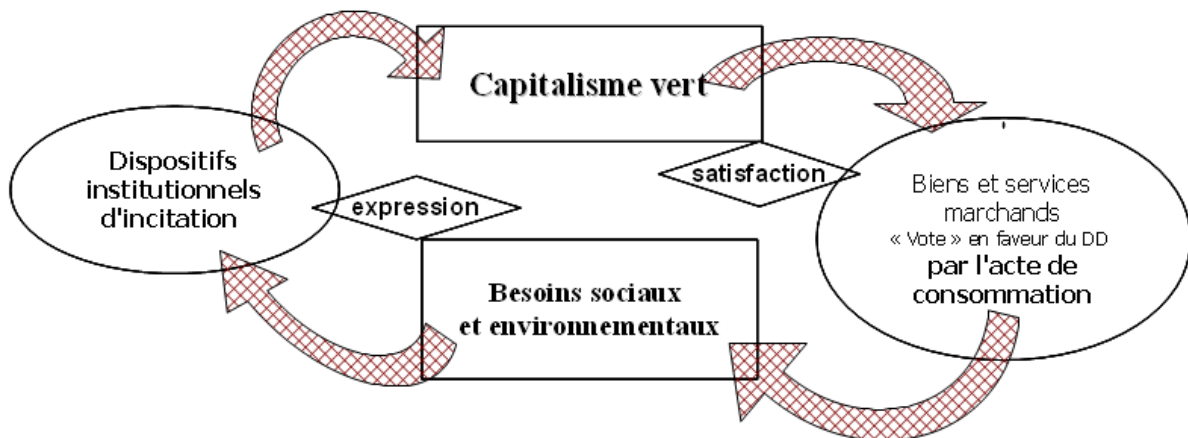 Capitalisme vert
Dispositifs
institutionnels
d'incitation
expression
satisfaction
Biens et services
marchands
« Vote » en faveur du DD
par l'acte de
consommation
Besoins sociaux
et environnementaux